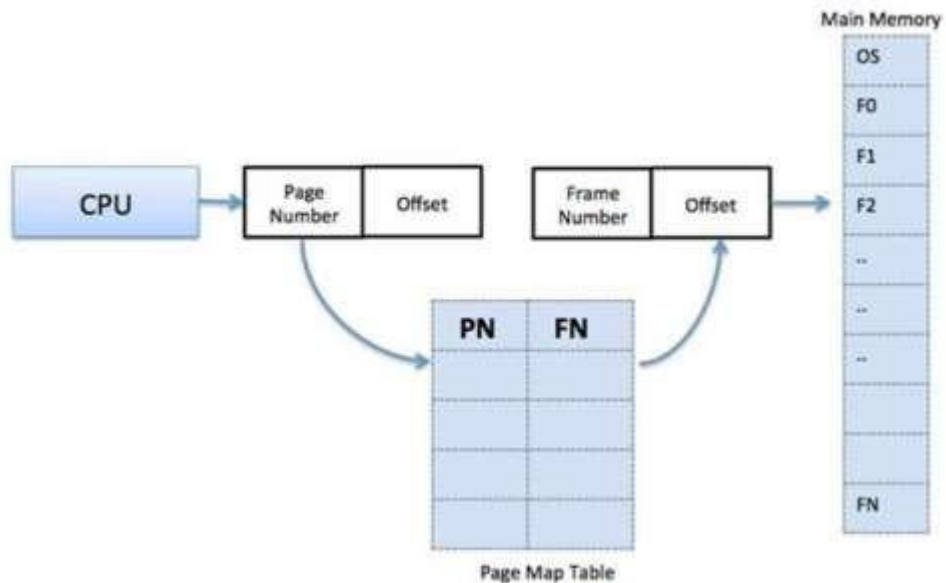 Main Memory
OS
F0
F1
F2
--
--
--
FN
CPU
Page
Number
Offset
Frame
Number
Offset
PN FN
Page Map Table